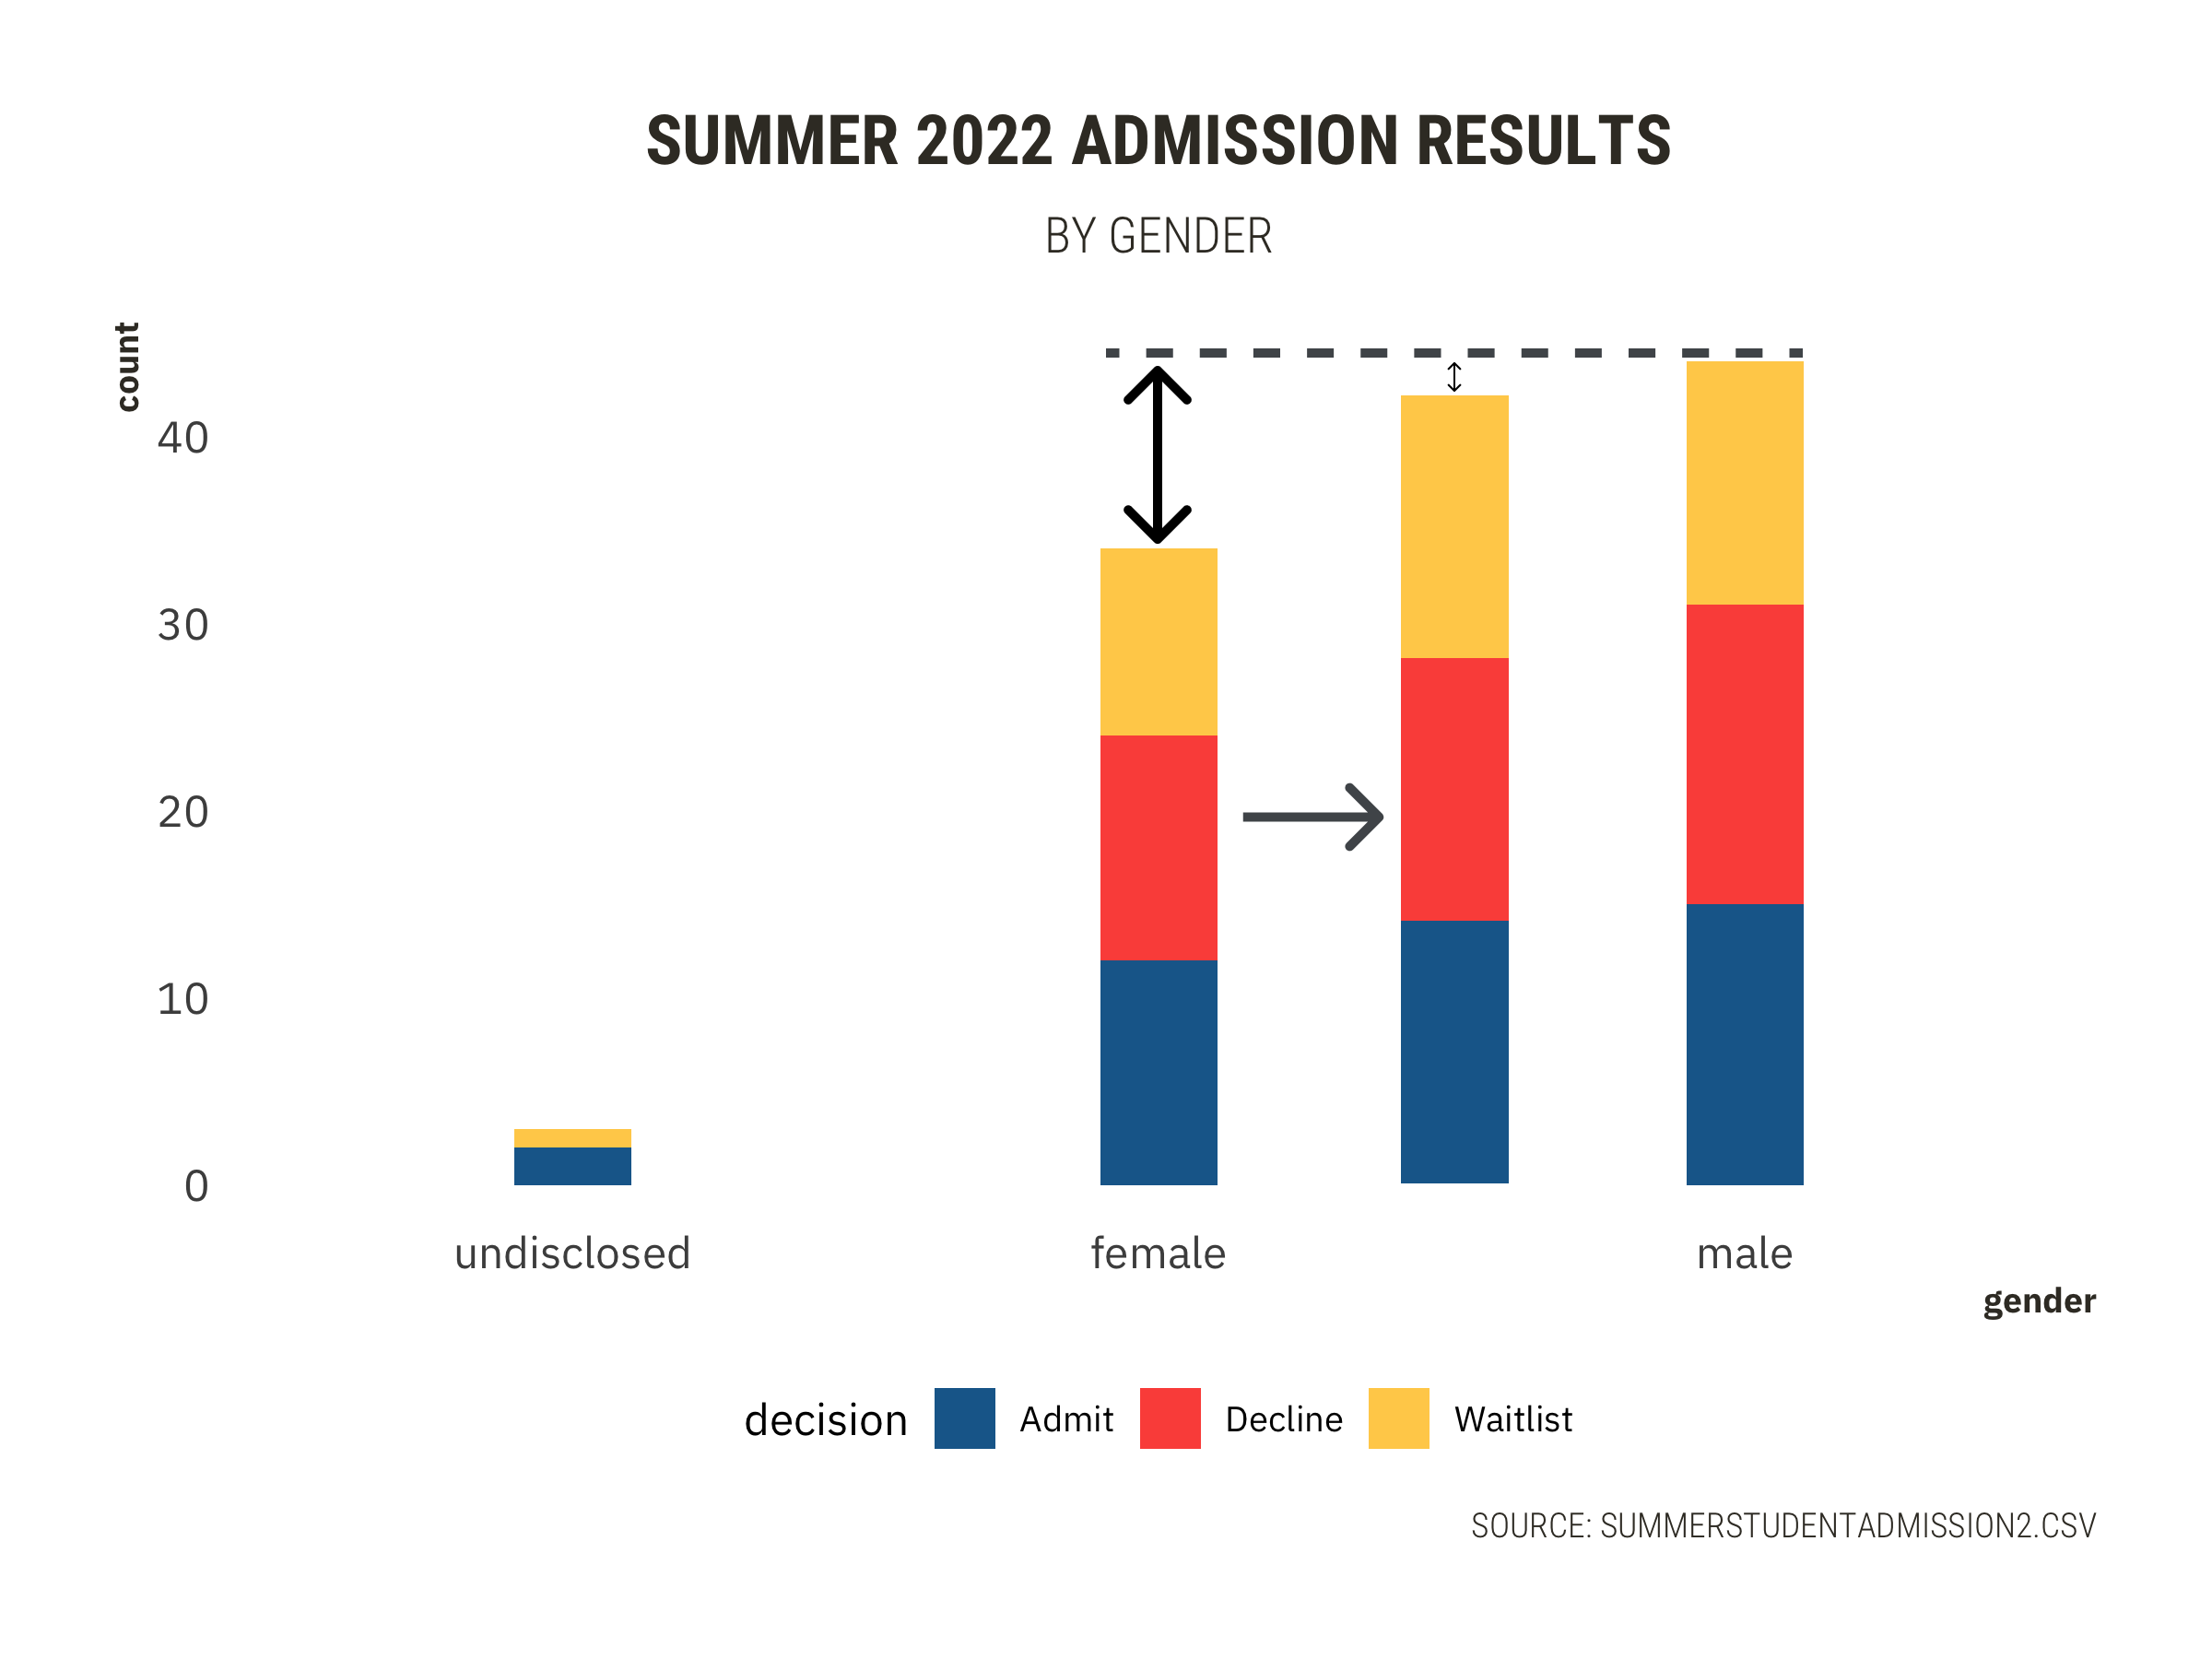 SUMMER 2022 ADMISSION RESULTS
BY GENDER
count
40
30
20
10
0
undisclosed female male
gender
decision Admit Decline Waitlist
SOURCE: SUMMERSTUDENTADMISSION2.CSV